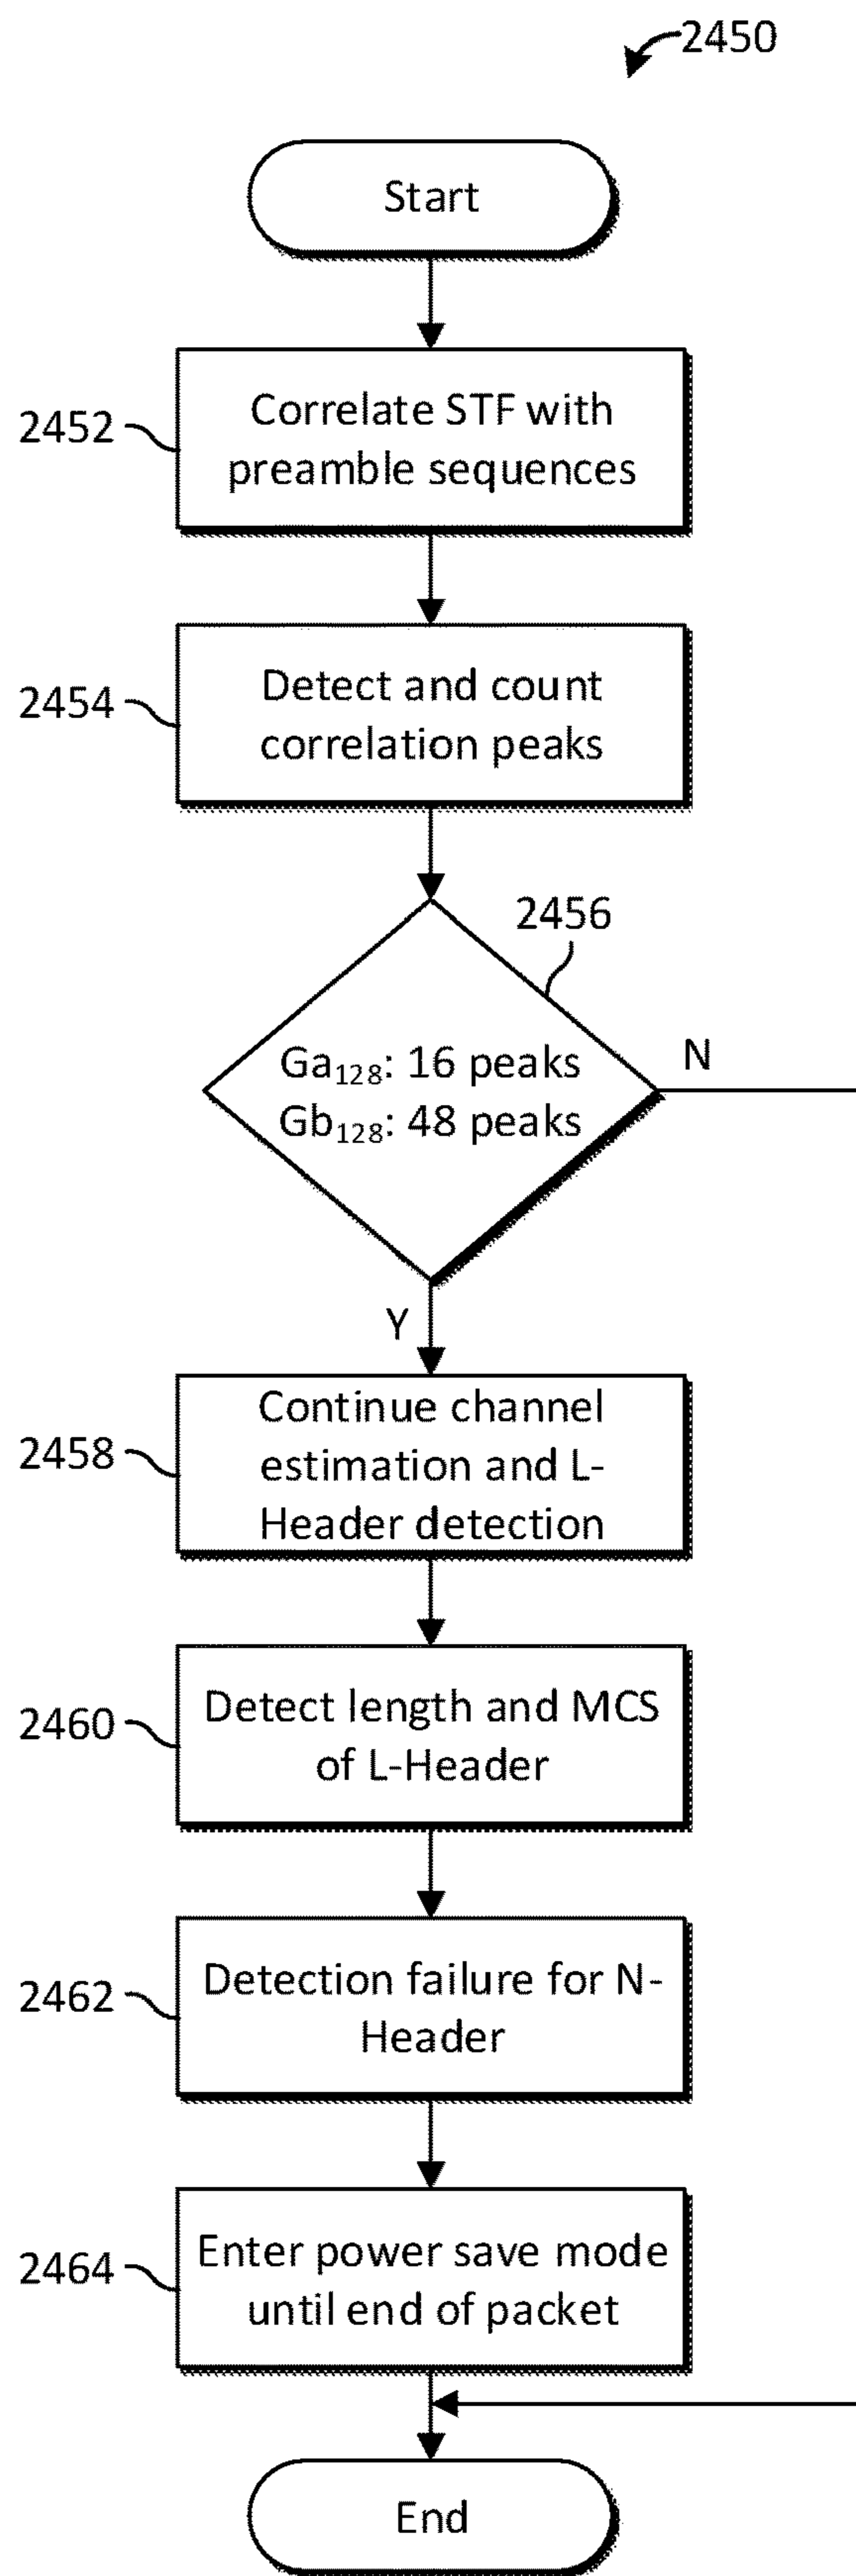 2450
Start
2452
Correlate STF with
preamble sequences
2454
Detect and count
correlation peaks
2456
Ga₁₂₈: 16 peaks
Gb₁₂₈: 48 peaks
N
Y
2458
Continue channel
estimation and L-
Header detection
2460
Detect length and MCS
of L-Header
2462
Detection failure for N-
Header
2464
Enter power save mode
until end of packet
End